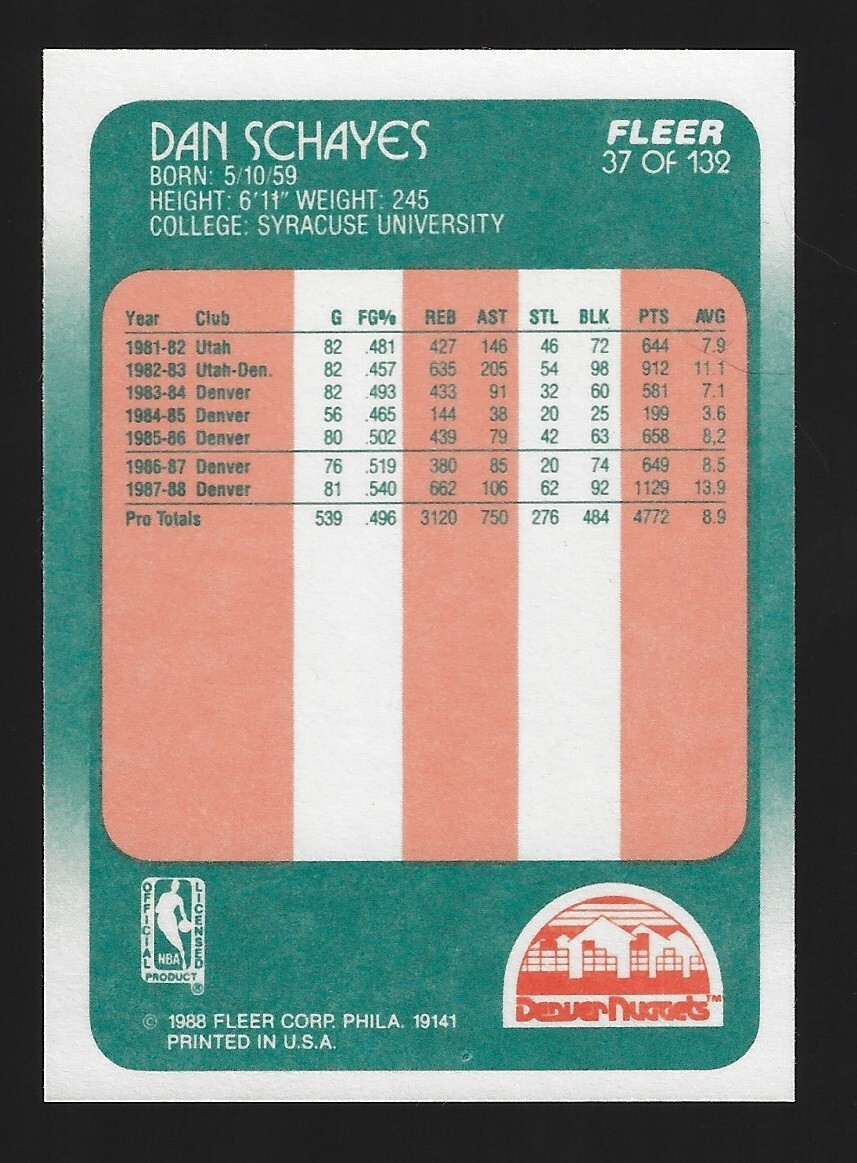 DAN SCHAYES
BORN: 5/10/59
HEIGHT: 6'11" WEIGHT: 245
COLLEGE: SYRACUSE UNIVERSITY
FLEER
37 OF 132
Year Club G FG% REB AST STL BLK PTS AVG
1981-82 Utah 82 .481 427 146 46 72 644 7.9
1982-83 Utah-Den. 82 .457 635 205 54 98 912 11.1
1983-84 Denver 82 .493 433 91 32 60 581 7.1
1984-85 Denver 56 .465 144 38 20 25 199 3.6
1985-86 Denver 80 .502 439 79 42 63 658 8.2
1986-87 Denver 76 .519 380 85 20 74 649 8.5
1987-88 Denver 81 .540 662 106 62 92 1129 13.9
Pro Totals 539 .496 3120 750 276 484 4772 8.9
OFFICIAL
LICENSED
NBA
PRODUCT
®
Denver Nuggets™
© 1988 FLEER CORP. PHILA. 19141
PRINTED IN U.S.A.